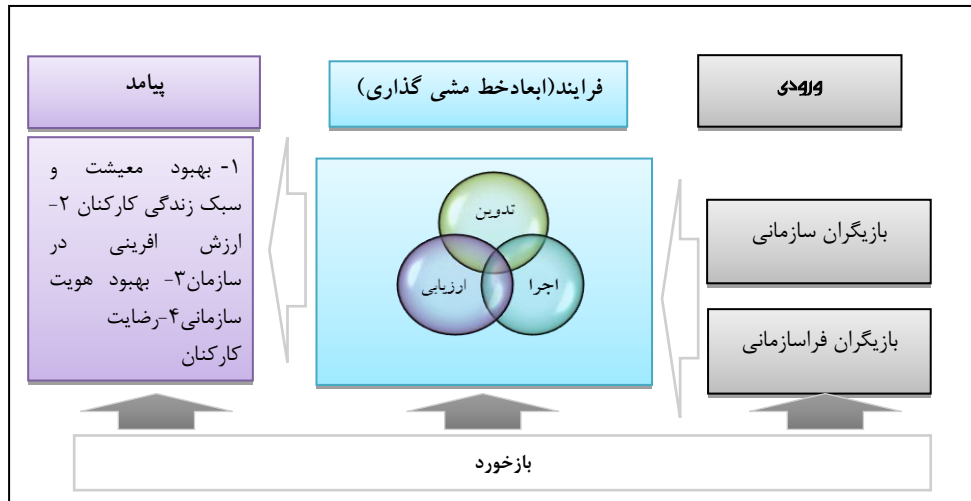 ورودی
فرایند(ابعادخط مشی گذاری)
پیامد
بازیگران سازمانی
بازیگران فراسازمانی
تدوین
اجرا
ارزیابی
۱- بهبود معیشت و
سبک زندگی کارکنان ۲-
ارزش افرینی در
سازمان۳- بهبود هویت
سازمانی۴-رضایت
کارکنان
بازخورد